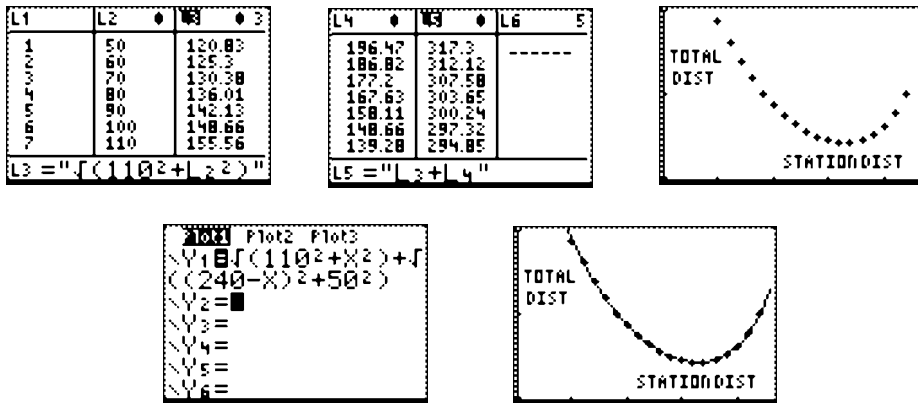 L1 L2 L3 3
1 50 120.83
2 60 125.3
3 70 130.38
4 80 136.01
5 90 142.13
6 100 148.66
7 110 155.56
L3 ="√(110²+L2²)"
L4 L5 L6 5
196.47 317.3 ------
186.82 312.12
177.2 307.58
167.63 303.65
158.11 300.24
148.66 297.32
139.28 294.85
L5 ="L3+L4"
TOTAL
DIST
STATION DIST
Plot1 Plot2 Plot3
\Y1=√(110²+X²)+√
((240-X)²+50²)
\Y2=
\Y3=
\Y4=
\Y5=
\Y6=
TOTAL
DIST
STATION DIST